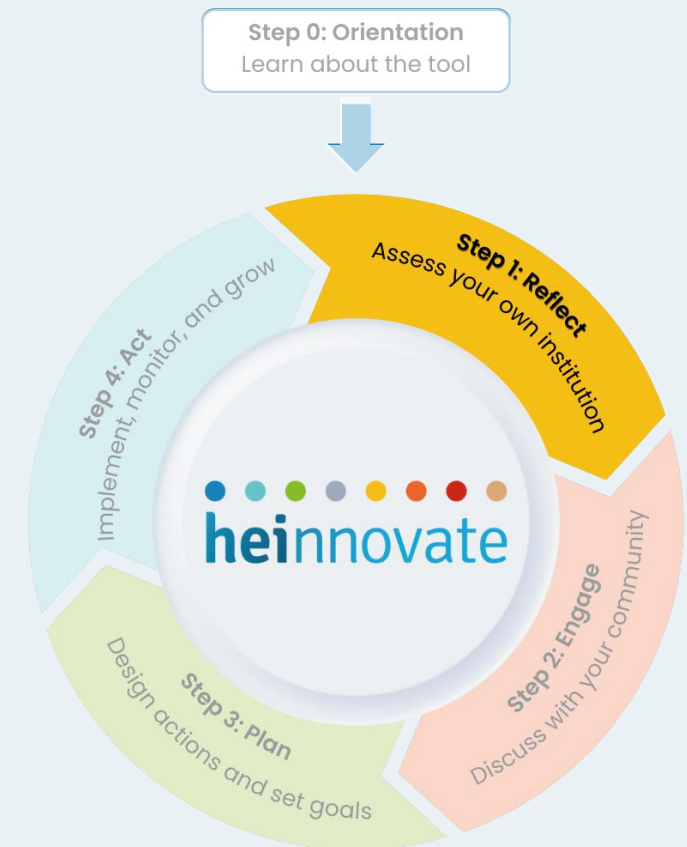 Step 0: Orientation
Learn about the tool
Step 1: Reflect
Assess your own institution
Step 2: Engage
Discuss with your community
Step 3: Plan
Design actions and set goals
Step 4: Act
Implement, monitor, and grow
heinnovate